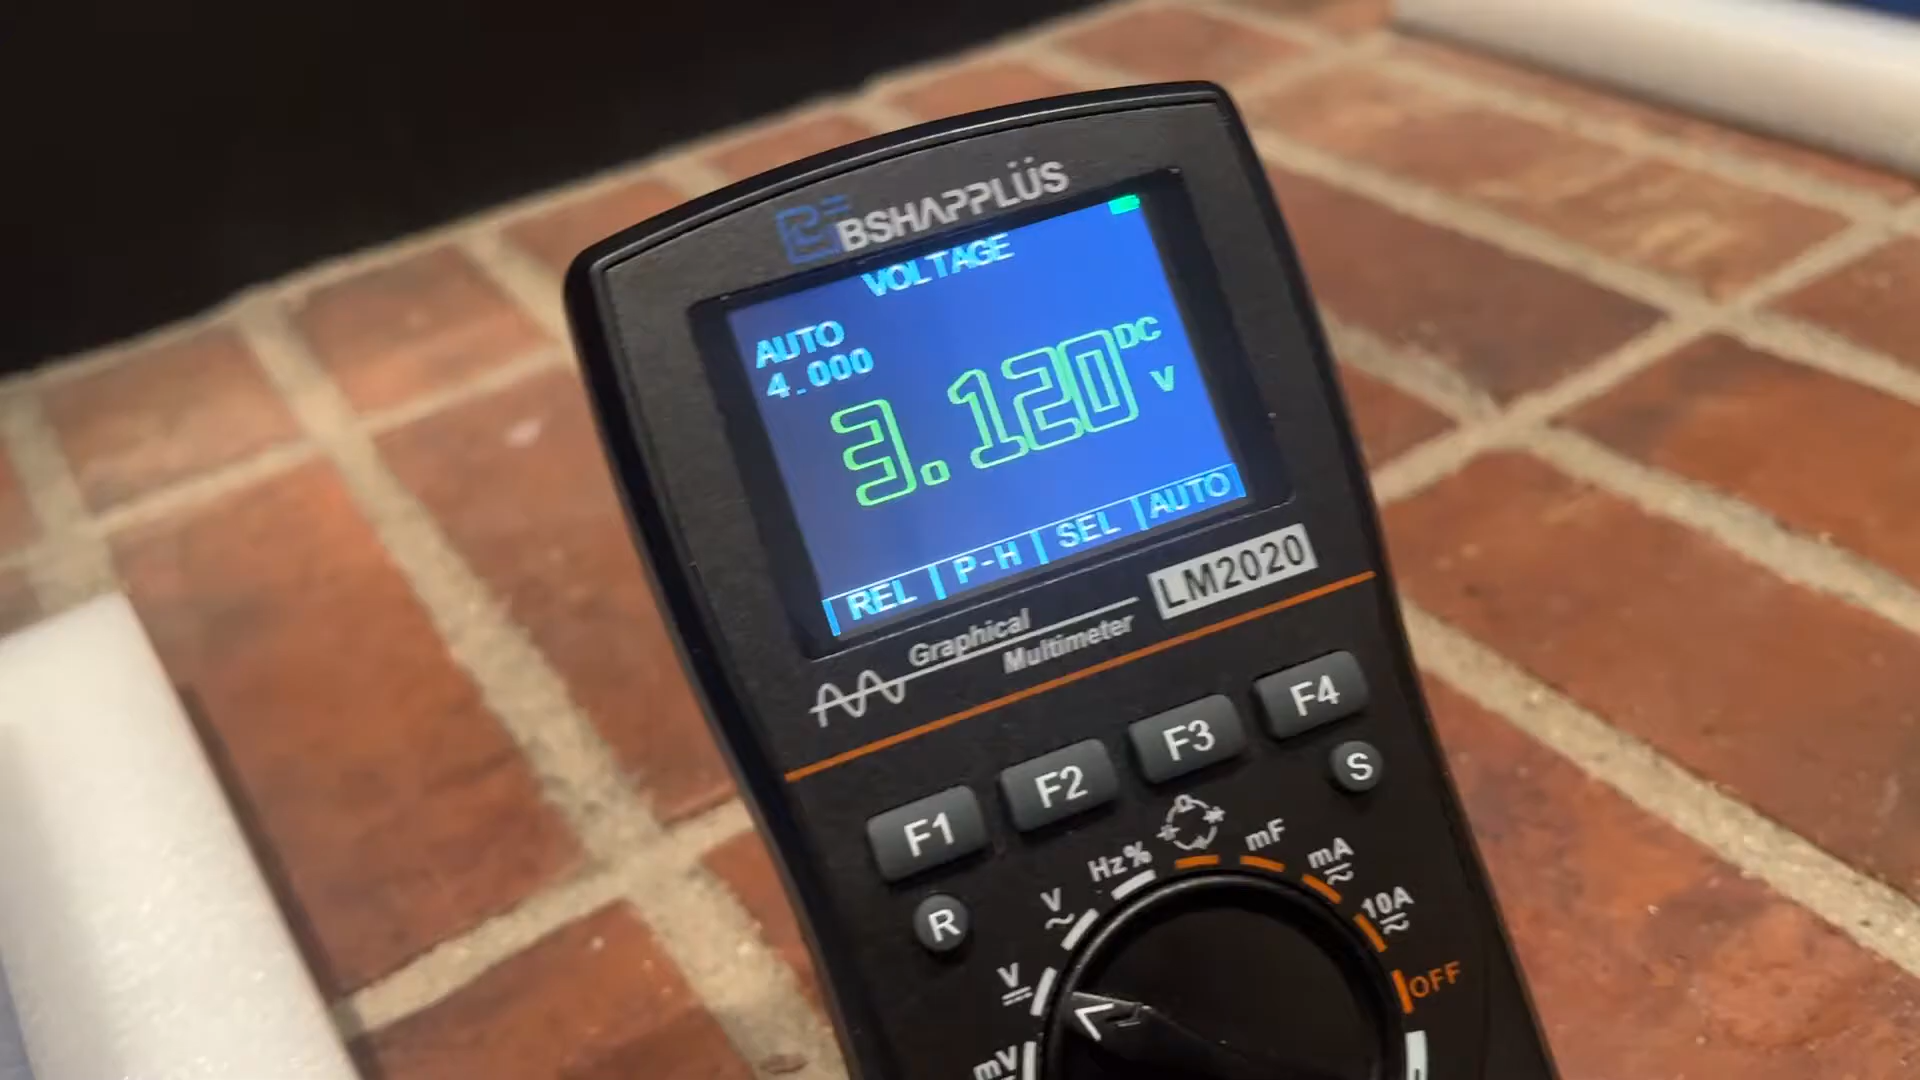 BSHAPPLÜS
VOLTAGE
AUTO
4.000
3.120 DC V
REL P-H SEL AUTO
LM2020
Graphical
Multimeter
F1 F2 F3 F4
R S
Hz% mF
V mA
V 10A
mV OFF